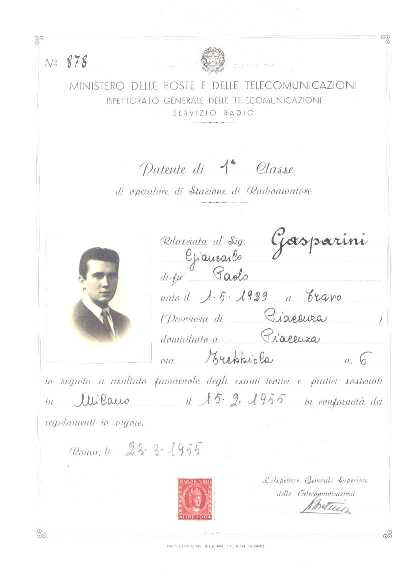 N° 878
MINISTERO DELLE POSTE E DELLE TELECOMUNICAZIONI
ISPETTORATO GENERALE DELLE TELECOMUNICAZIONI
SERVIZIO RADIO
Patente di 1ª Classe
di operatore di Stazione di Radioamatore
Rilasciata al Sig. Gasparini
Giancarlo
di fu Paolo
nato il 1-5-1929 a Travo
(Provincia di Piacenza)
domiciliato a Piacenza
via n. 6
in seguito a risultato favorevole degli esami teorici e pratici sostenuti
in Milano il 15.2.1955 in conformità dei
regolamenti in vigore.
Roma, 23-3-1955
L'Ispettore Generale Superiore
delle Telecomunicazioni